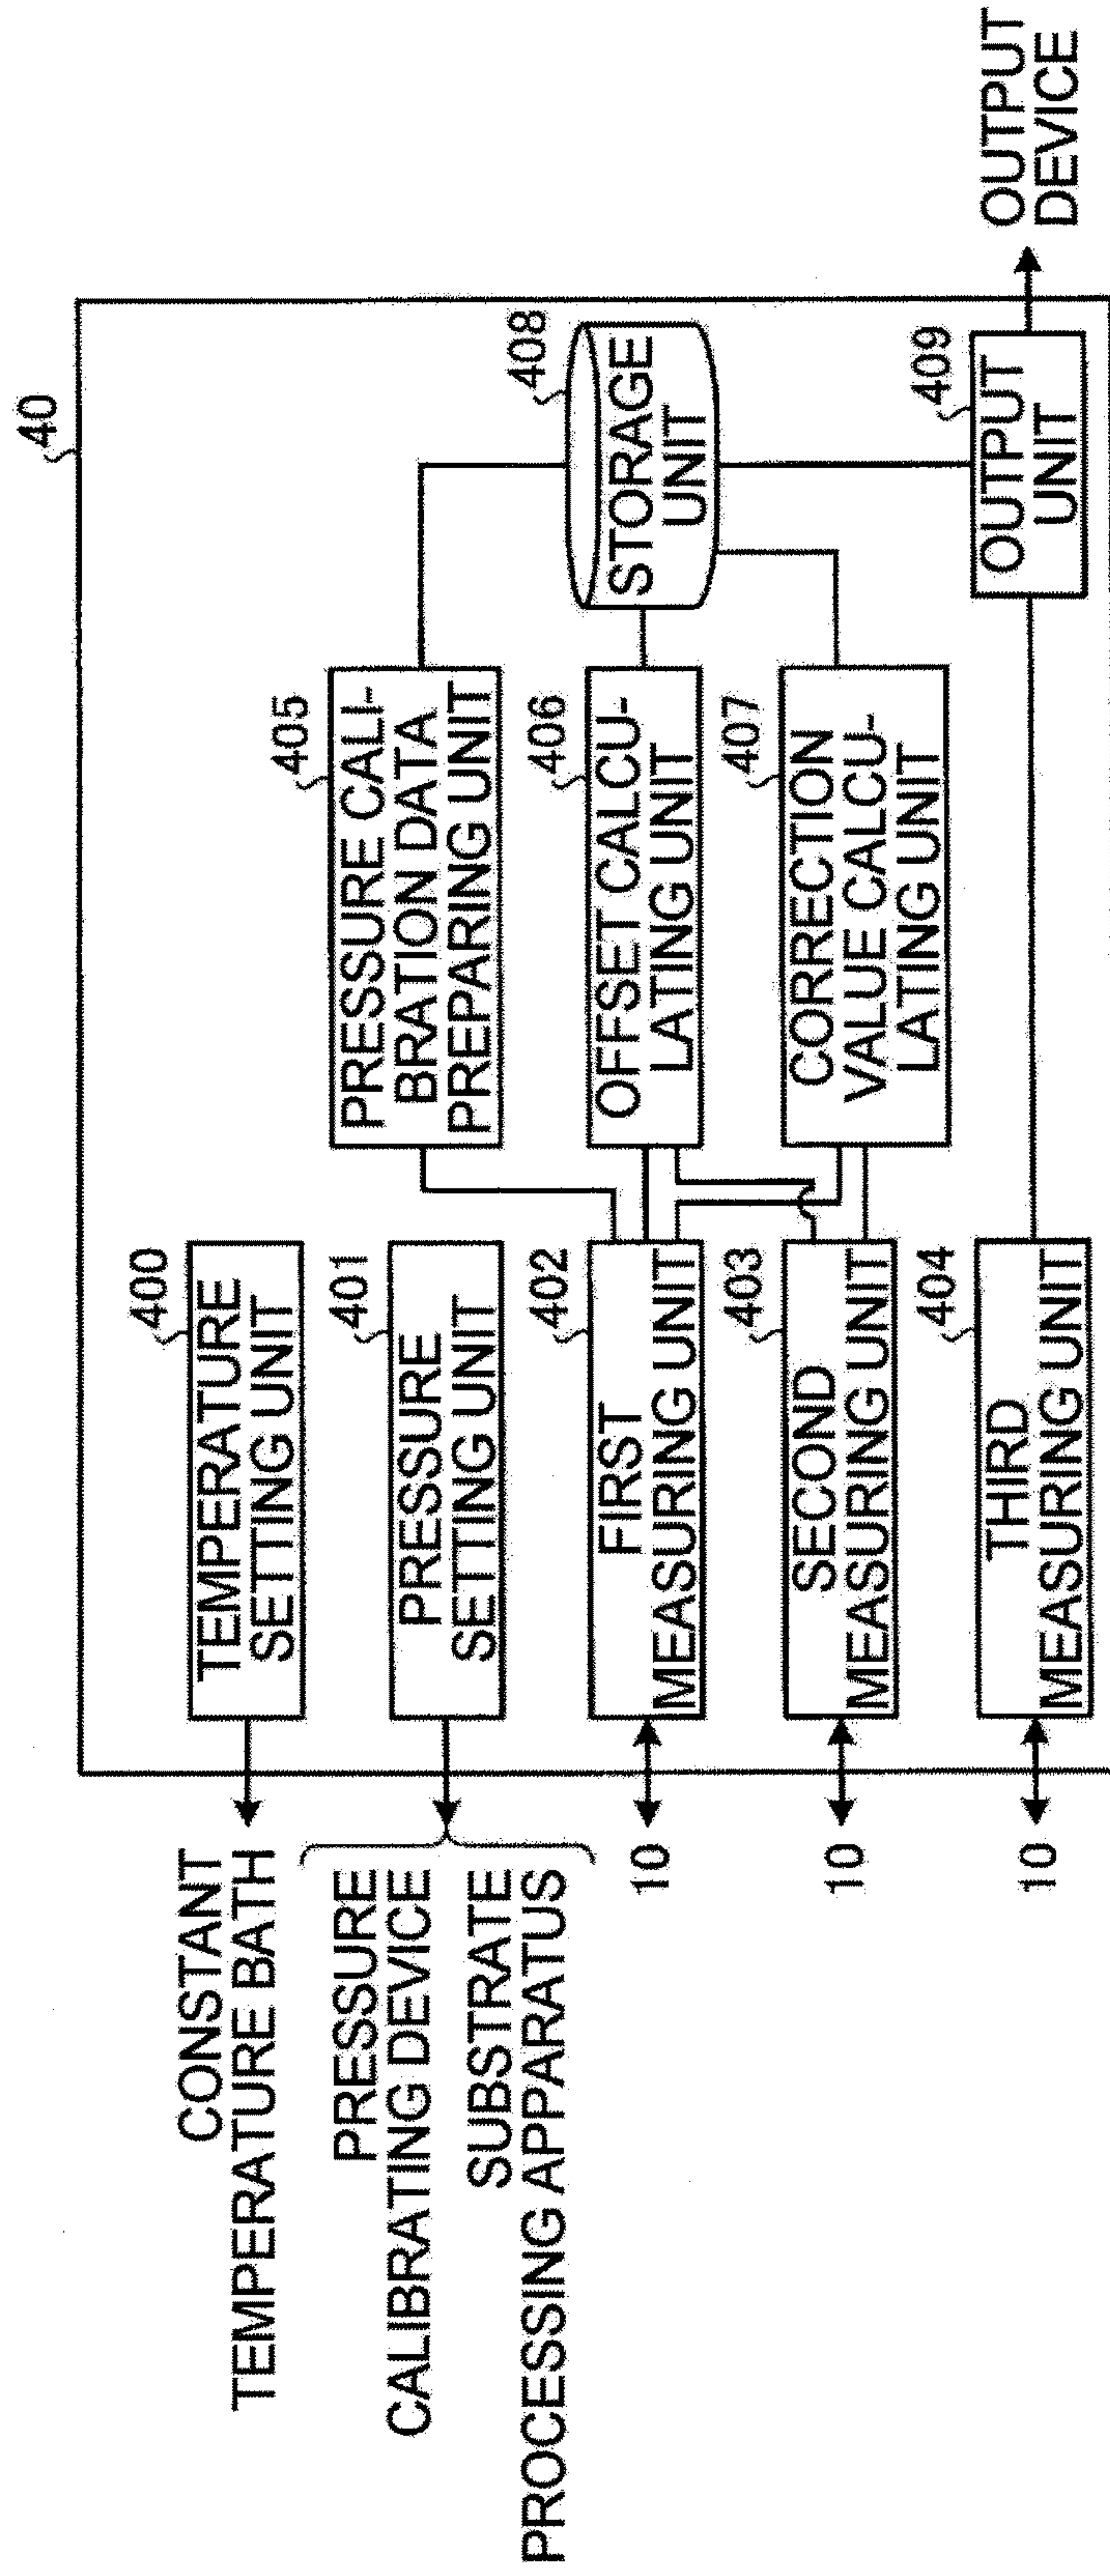 40
CONSTANT
TEMPERATURE BATH
400
TEMPERATURE
SETTING UNIT
PRESSURE
CALIBRATING DEVICE
SUBSTRATE
PROCESSING APPARATUS
401
PRESSURE
SETTING UNIT
405
PRESSURE CALI-
BRATION DATA
PREPARING UNIT
10
402
FIRST
MEASURING UNIT
406
OFFSET CALCU-
LATING UNIT
408
STORAGE
UNIT
10
403
SECOND
MEASURING UNIT
407
CORRECTION
VALUE CALCU-
LATING UNIT
10
404
THIRD
MEASURING UNIT
409
OUTPUT
UNIT
OUTPUT
DEVICE